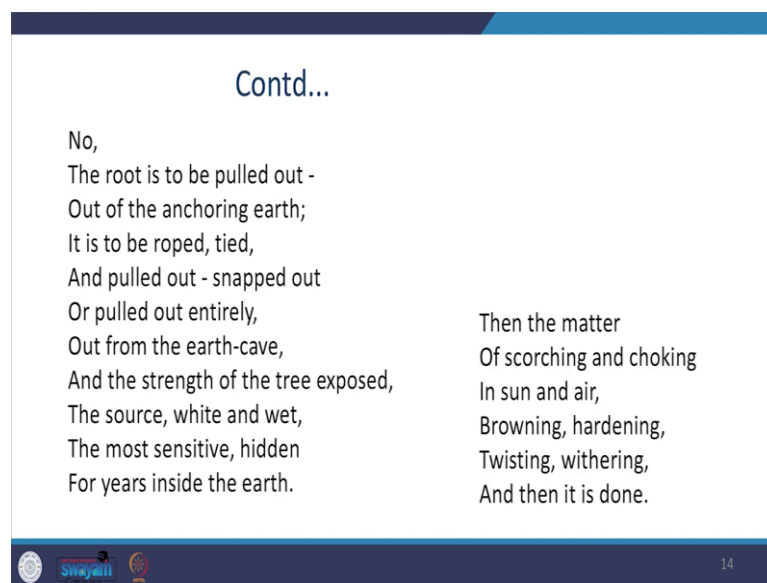 Contd...
No,
The root is to be pulled out -
Out of the anchoring earth;
It is to be roped, tied,
And pulled out - snapped out
Or pulled out entirely,
Out from the earth-cave,
And the strength of the tree exposed,
The source, white and wet,
The most sensitive, hidden
For years inside the earth.
Then the matter
Of scorching and choking
In sun and air,
Browning, hardening,
Twisting, withering,
And then it is done.
swayam
14